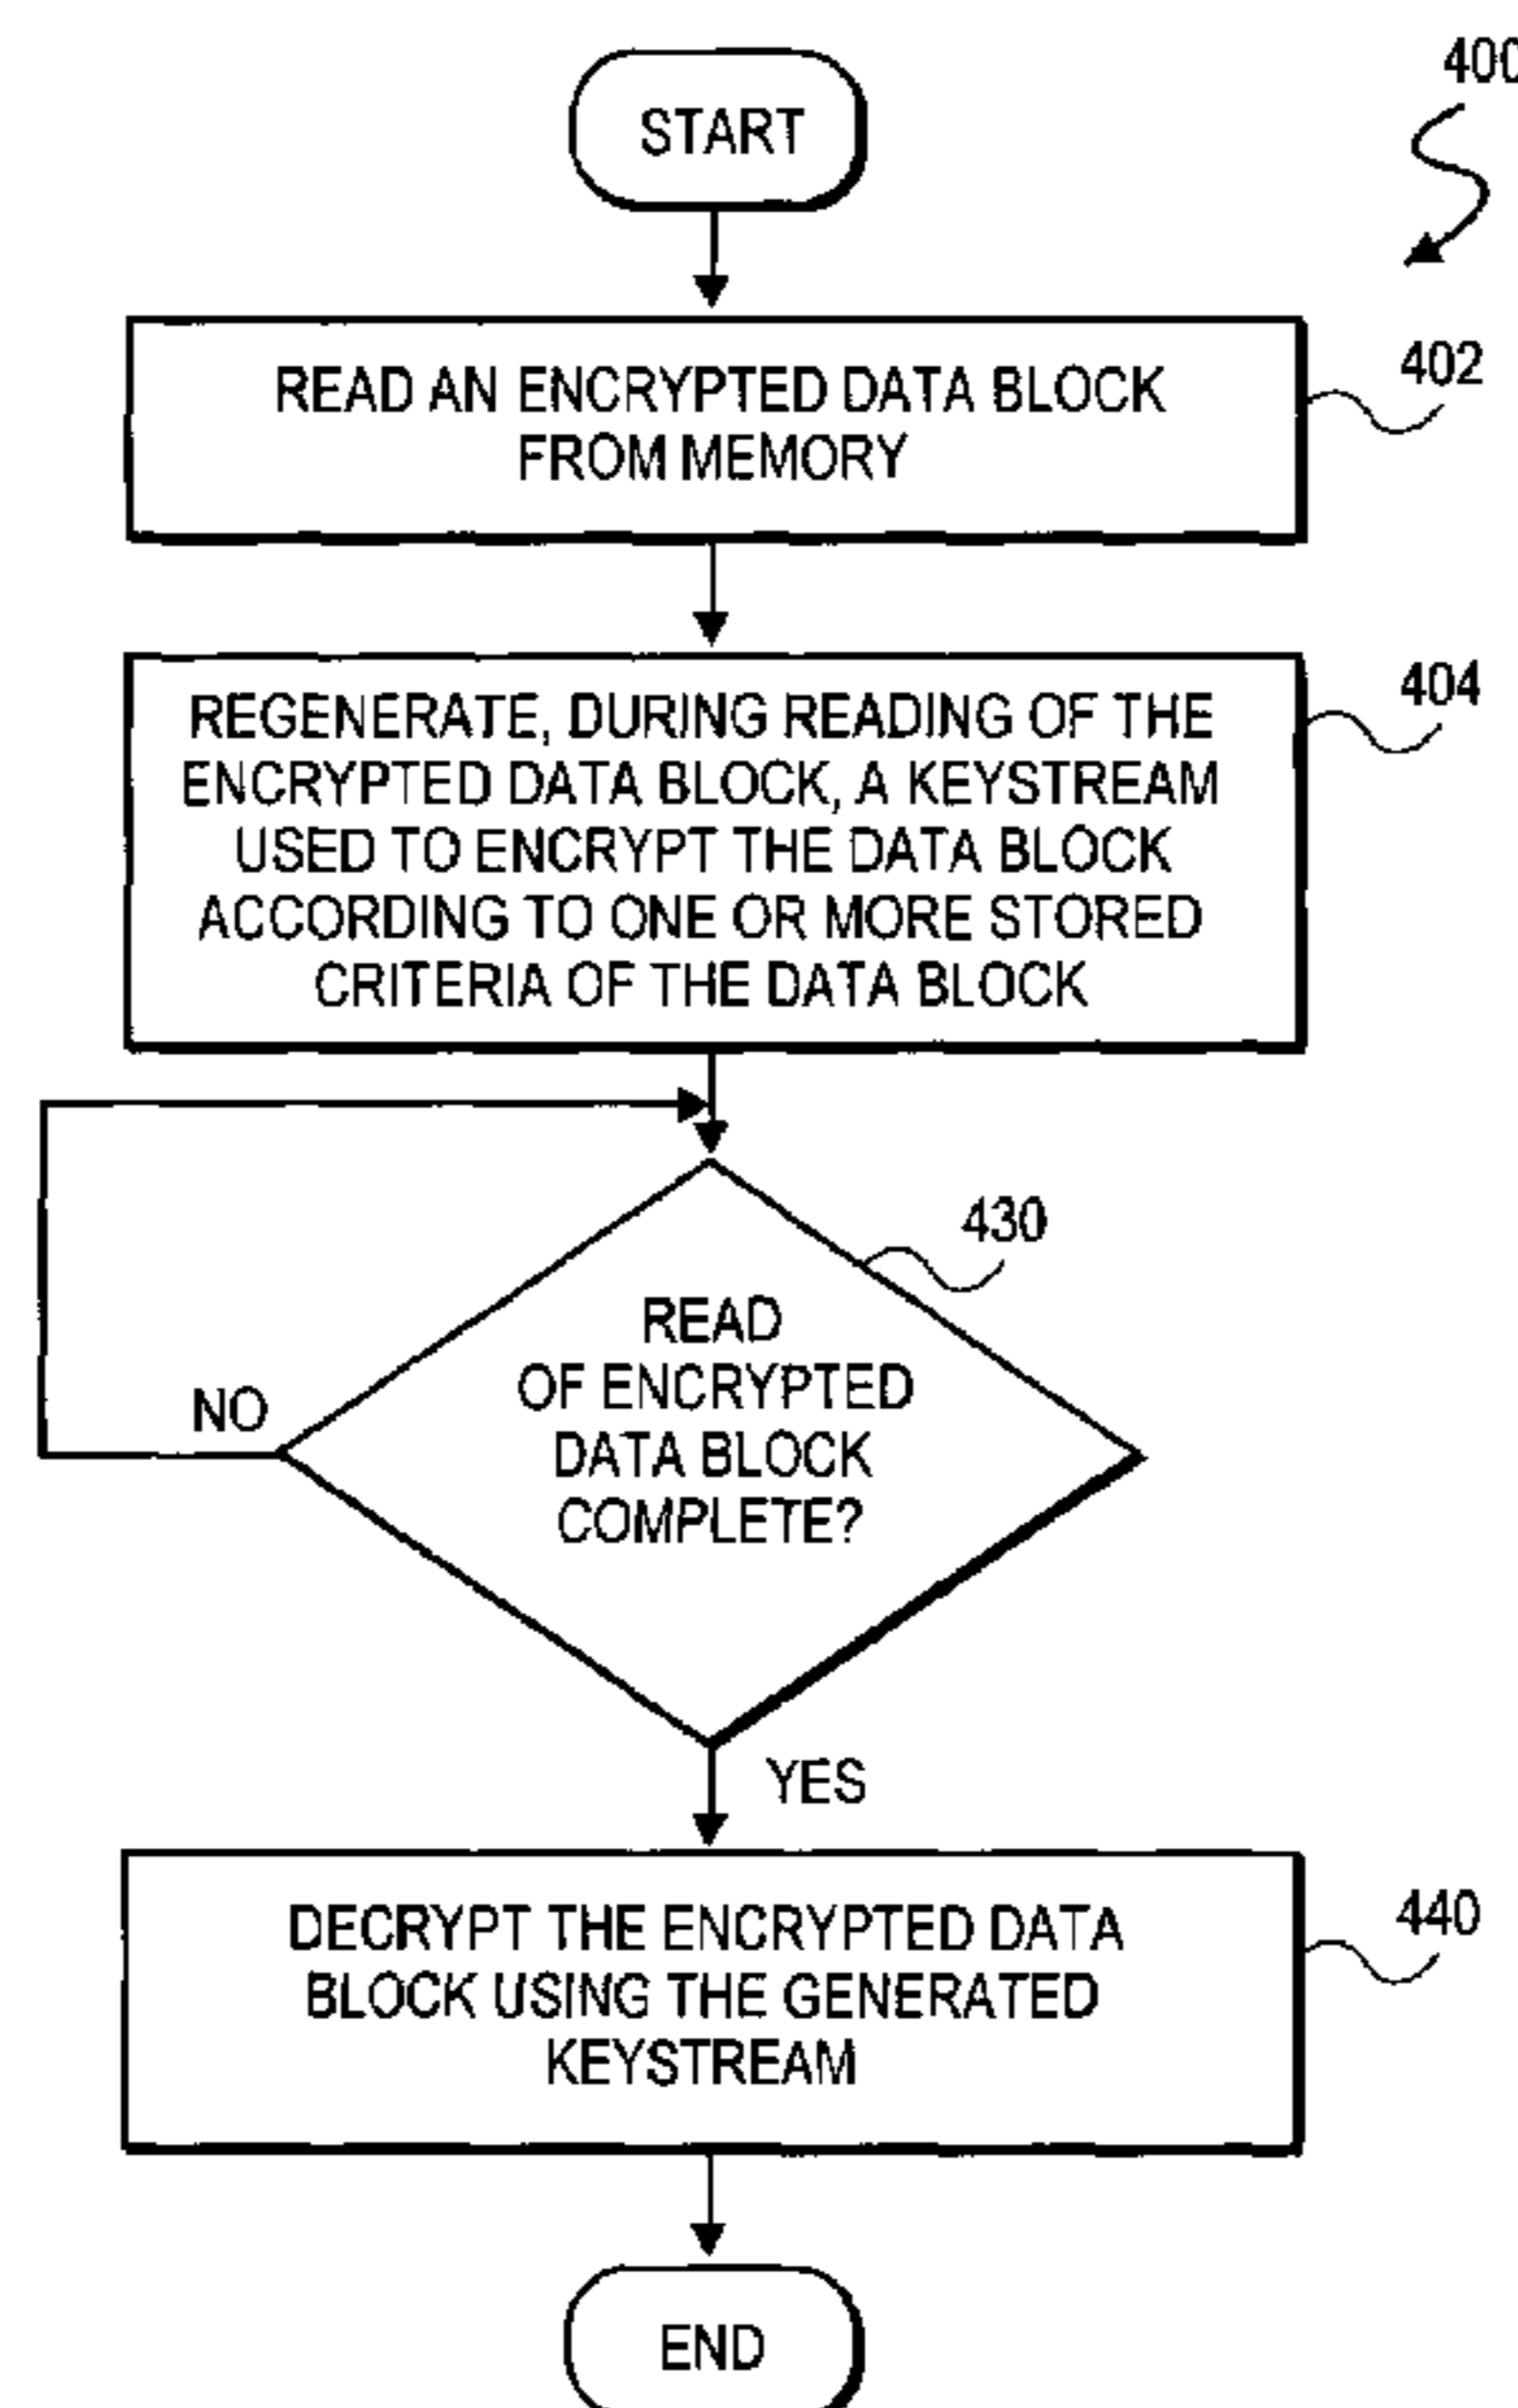 START
400
READ AN ENCRYPTED DATA BLOCK
FROM MEMORY
402
REGENERATE, DURING READING OF THE
ENCRYPTED DATA BLOCK, A KEYSTREAM
USED TO ENCRYPT THE DATA BLOCK
ACCORDING TO ONE OR MORE STORED
CRITERIA OF THE DATA BLOCK
404
430
READ
OF ENCRYPTED
DATA BLOCK
COMPLETE?
NO
YES
DECRYPT THE ENCRYPTED DATA
BLOCK USING THE GENERATED
KEYSTREAM
440
END